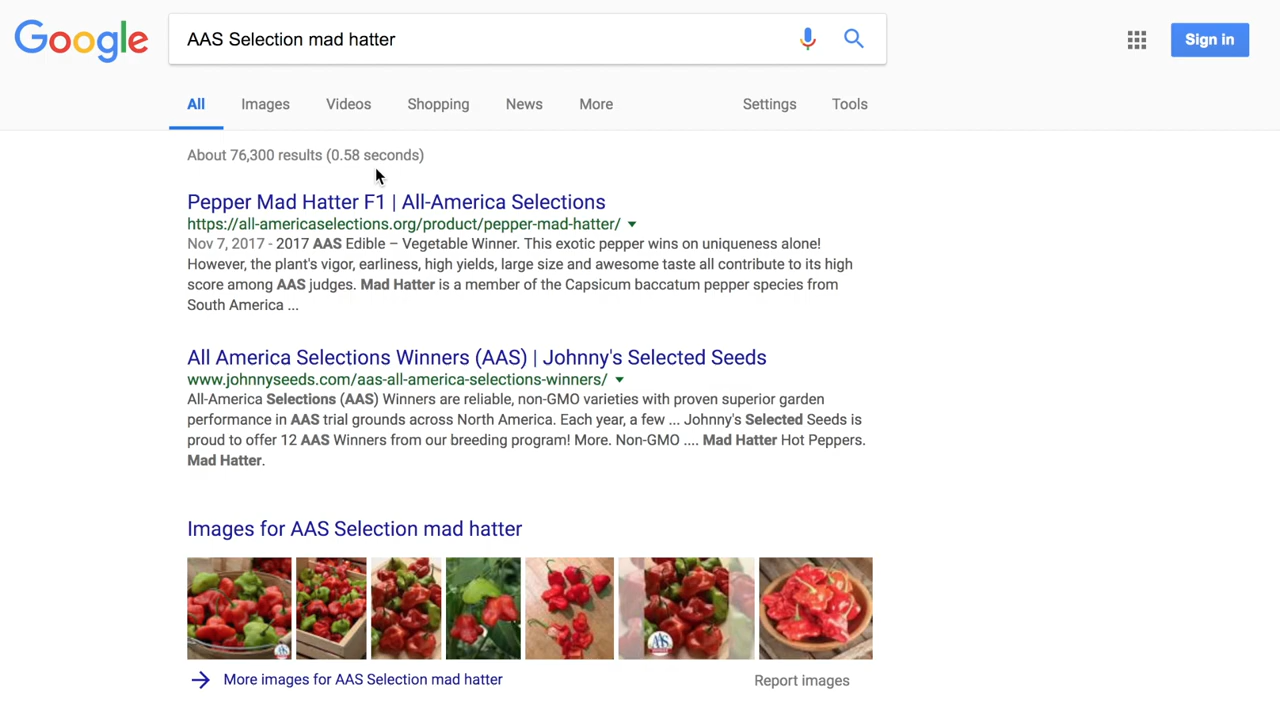 Google
AAS Selection mad hatter
Sign in
All Images Videos Shopping News More Settings Tools
About 76,300 results (0.58 seconds)
Pepper Mad Hatter F1 | All-America Selections
https://all-americaselections.org/product/pepper-mad-hatter/
Nov 7, 2017 - 2017 AAS Edible – Vegetable Winner. This exotic pepper wins on uniqueness alone!
However, the plant's vigor, earliness, high yields, large size and awesome taste all contribute to its high
score among AAS judges. Mad Hatter is a member of the Capsicum baccatum pepper species from
South America ...
All America Selections Winners (AAS) | Johnny's Selected Seeds
www.johnnyseeds.com/aas-all-america-selections-winners/
All-America Selections (AAS) Winners are reliable, non-GMO varieties with proven superior garden
performance in AAS trial grounds across North America. Each year, a few ... Johnny's Selected Seeds is
proud to offer 12 AAS Winners from our breeding program! More. Non-GMO .... Mad Hatter Hot Peppers.
Mad Hatter.
Images for AAS Selection mad hatter
AAS
More images for AAS Selection mad hatter
Report images